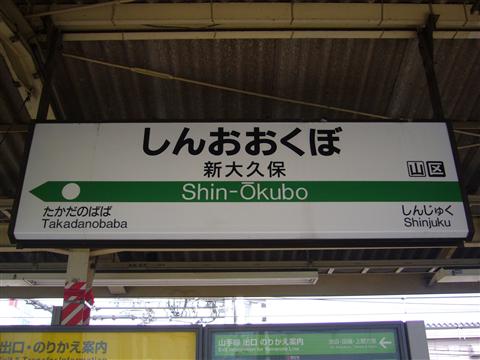 しんおおくぼ
新大久保
山 区
Shin-Ōkubo
たかだのばば
Takadanobaba
しんじゅく
Shinjuku
出口・のりかえ案内
山手線 出口 のりかえ案内